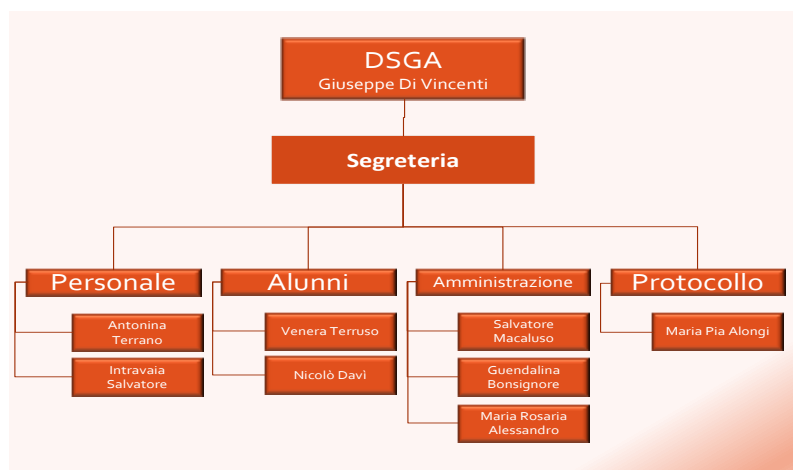 DSGA
Giuseppe Di Vincenti
Segreteria
Personale
Antonina
Terrano
Intravaia
Salvatore
Alunni
Venera Terruso
Nicolò Davì
Amministrazione
Salvatore
Macaluso
Guendalina
Bonsignore
Maria Rosaria
Alessandro
Protocollo
Maria Pia Alongi